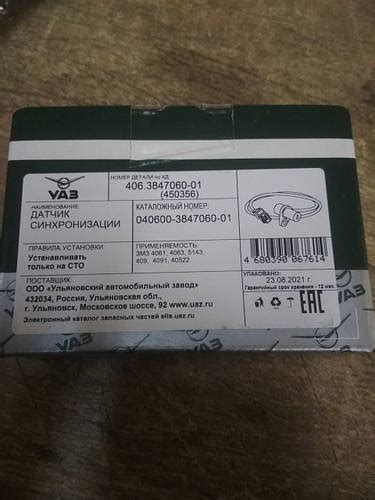 НОМЕР ДЕТАЛИ по КД
406.3847060-01
(450356)
УАЗ
НАИМЕНОВАНИЕ:
ДАТЧИК
СИНХРОНИЗАЦИИ
КАТАЛОЖНЫЙ НОМЕР:
040600-3847060-01
ПРАВИЛА УСТАНОВКИ:
Устанавливать
только на СТО
ПРИМЕНЯЕМОСТЬ:
ЗМЗ 4061, 4063, 5143,
409, 4091, 40522
4 680390 067614
УПАКОВАНО:
23.08.2021 г.
Гарантийный срок хранения - 12 мес.
ПОСТАВЩИК
ООО «Ульяновский автомобильный завод»
432034, Россия, Ульяновская обл.,
г. Ульяновск, Московское шоссе, 92 www.uaz.ru
Электронный каталог запасных частей
EAC
УАЗ
УАЗ